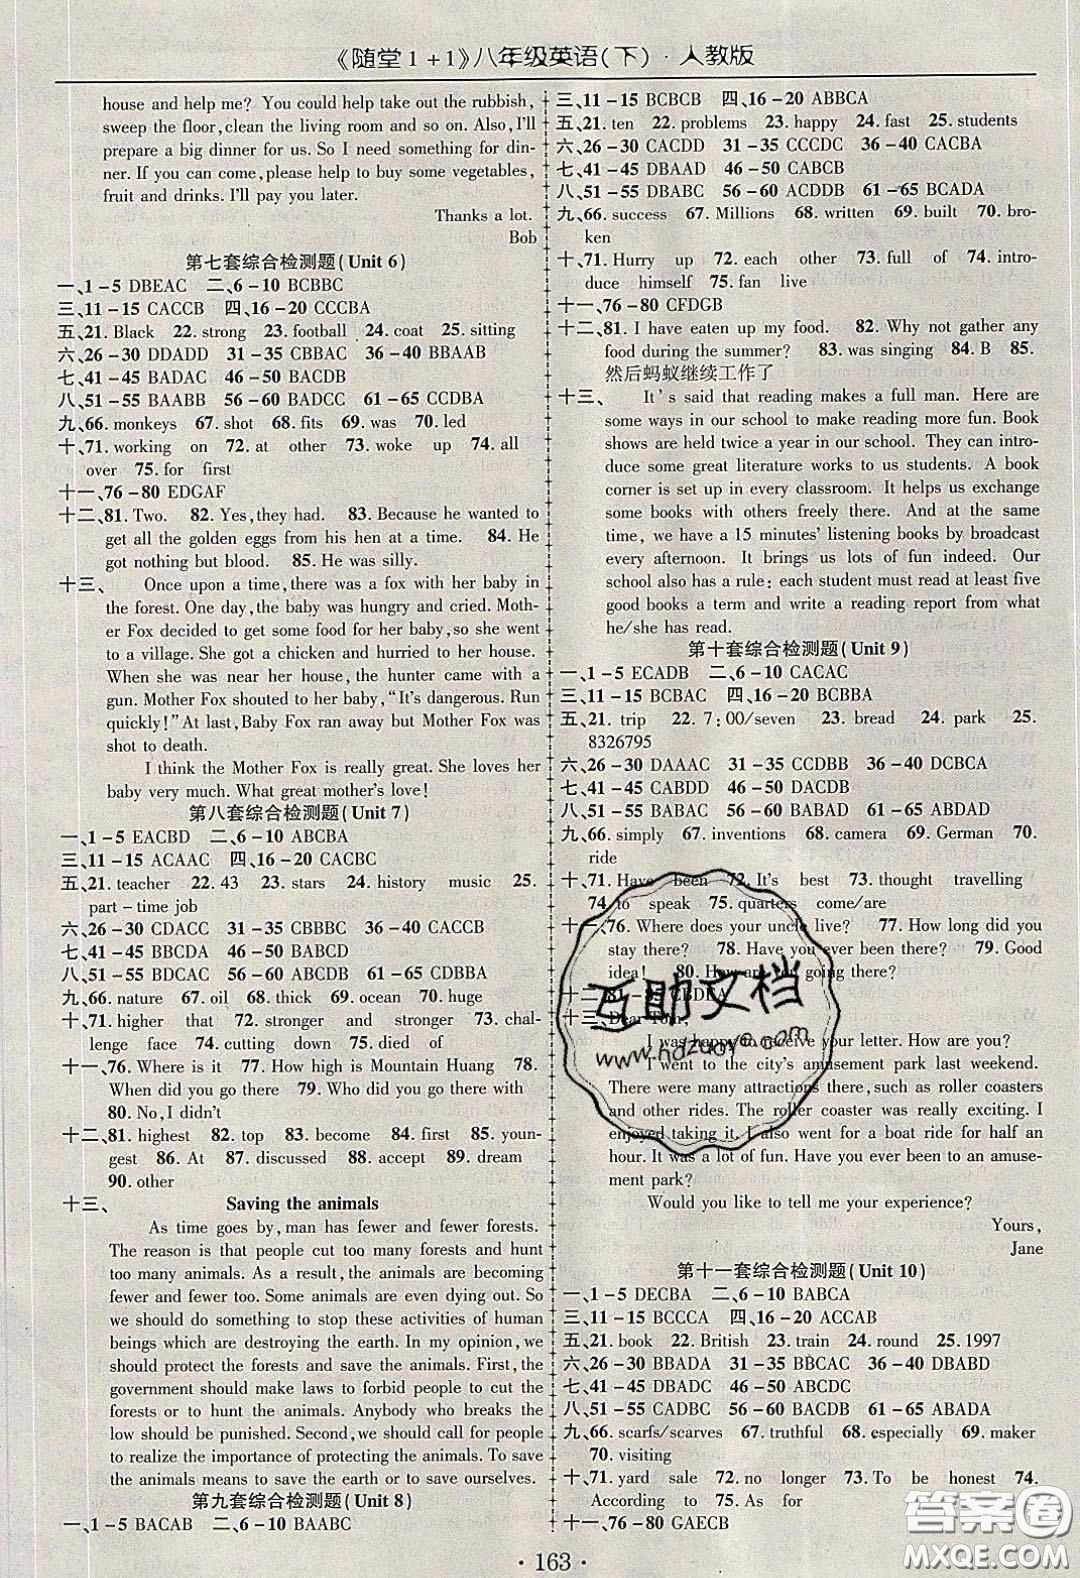 《随堂1+1》八年级英语(下)·人教版
house and help me? You could help take out the rubbish,
sweep the floor,clean the living room and so on. Also,I'll
prepare a big dinner for us. So I need something for din-
ner. If you can come,please help to buy some vegetables,
fruit and drinks. I'll pay you later.
Thanks a lot.
Bob
第七套综合检测题(Unit 6)
一、1-5 DBEAC 二、6-10 BCBBC
三、11-15 CACCB 四、16-20 CCCBA
五、21. Black 22. strong 23. football 24. coat 25. sitting
六、26-30 DDADD 31-35 CBBAC 36-40 BBAAB
七、41-45 BADAC 46-50 BACDB
八、51-55 BAABB 56-60 BADCC 61-65 CCDBA
九、66. monkeys 67. shot 68. fits 69. was 70. led
十、71. working on 72. at other 73. woke up 74. all
over 75. for first
十一、76-80 EDGAF
十二、81. Two. 82. Yes,they had. 83. Because he wanted to
get all the golden eggs from his hen at a time. 84. He
got nothing but blood. 85. He was silly.
十三、 Once upon a time,there was a fox with her baby in
the forest. One day,the baby was hungry and cried. Moth-
er Fox decided to get some food for her baby,so she went
to a village. She got a chicken and hurried to her house.
When she was near her house,the hunter came with a
gun. Mother Fox shouted to her baby,"It's dangerous. Run
quickly!" At last,Baby Fox ran away but Mother Fox was
shot to death.
I think the Mother Fox is really great. She loves her
baby very much. What great mother's love!
第八套综合检测题(Unit 7)
一、1-5 EACBD 二、6-10 ABCBA
三、11-15 ACAAC 四、16-20 CACBC
五、21. teacher 22. 43 23. stars 24. history music 25.
part-time job
六、26-30 CDACC 31-35 CBBBC 36-40 CACCB
七、41-45 BBCDA 46-50 BABCD
八、51-55 BDCAC 56-60 ABCDB 61-65 CDBBA
九、66. nature 67. oil 68. thick 69. ocean 70. huge
十、71. higher that 72. stronger and stronger 73. chal-
lenge face 74. cutting down 75. died of
十一、76. Where is it 77. How high is Mountain Huang 78.
When did you go there 79. Who did you go there with
80. No,I didn't
十二、81. highest 82. top 83. become 84. first 85. youn-
gest 86. At 87. discussed 88. accept 89. dream
90. other
十三、 Saving the animals
As time goes by,man has fewer and fewer forests.
The reason is that people cut too many forests and hunt
too many animals. As a result,the animals are becoming
fewer and fewer too. Some animals are even dying out. So
we should do something to stop these activities of human
beings which are destroying the earth. In my opinion,we
should protect the forests and save the animals. First,the
government should make laws to forbid people to cut the
forests or to hunt the animals. Anybody who breaks the
law should be punished. Second,we should call for people
to realize the importance of protecting the animals. To save
the animals means to save the earth or to save ourselves.
第九套综合检测题(Unit 8)
一、1-5 BACAB 二、6-10 BAABC
三、11-15 BCBCB 四、16-20 ABBCA
五、21. ten 22. problems 23. happy 24. fast 25. students
六、26-30 CACDD 31-35 CCCDC 36-40 CACBA
七、41-45 DBAAD 46-50 CABCB
八、51-55 DBABC 56-60 ACDDB 61-65 BCADA
九、66. success 67. Millions 68. written 69. built 70. bro-
ken
十、71. Hurry up 72. each other 73. full of 74. intro-
duce himself 75. fan live
十一、76-80 CFDGB
十二、81. I have eaten up my food. 82. Why not gather any
food during the summer? 83. was singing 84. B 85.
然后蚂蚁继续工作了
十三、 It's said that reading makes a full man. Here are
some ways in our school to make reading more fun. Book
shows are held twice a year in our school. They can intro-
duce some great literature works to us students. A book
corner is set up in every classroom. It helps us exchange
some books with others freely there. And at the same
time, we have a 15 minutes' listening books by broadcast
every afternoon. It brings us lots of fun indeed. Our
school also has a rule: each student must read at least five
good books a term and write a reading report from what
he/she has read.
第十套综合检测题(Unit 9)
一、1-5 ECADB 二、6-10 CACAC
三、11-15 BCBAC 四、16-20 BCBBA
五、21. trip 22. 7:00/seven 23. bread 24. park 25.
8326795
六、26-30 DAAAC 31-35 CCDBB 36-40 DCBCA
七、41-45 CABDD 46-50 DACDB
八、51-55 BABAB 56-60 BABAD 61-65 ABDAD
九、66. simply 67. inventions 68. camera 69. German 70.
ride
十、71. Have been 72. It's best 73. thought travelling
74. to speak 75. quarters come/are
十一、76. Where does your uncle live? 77. How long did you
stay there? 78. Have you ever been there? 79. Good
idea! 80. How are you going there?
十二、81-85 CBDEA
十三、Dear Tom,
I was happy to receive your letter. How are you?
I went to the city's amusement park last weekend.
There were many attractions there,such as roller coasters
and other rides. The roller coaster was really exciting. I
enjoyed taking it. I also went for a boat ride for half an
hour. It was a lot of fun. Have you ever been to an amuse-
ment park?
Would you like to tell me your experience?
Yours,
Jane
第十一套综合检测题(Unit 10)
一、1-5 DECBA 二、6-10 BABCA
三、11-15 BCCCA 四、16-20 ACCAB
五、21. book 22. British 23. train 24. round 25. 1997
六、26-30 BBADA 31-35 BBCAC 36-40 DBABD
七、41-45 DBADC 46-50 ABCDC
八、51-55 CADBC 56-60 BBACB 61-65 ABADA
九、66. scarfs/scarves 67. truthful 68. especially 69. maker
70. visiting
十、71. yard sale 72. no longer 73. To be honest 74.
According to 75. As for
十一、76-80 GAECB
· 163 ·
互助文档
www.hdzuoye.com
答案圈
MXQE.COM